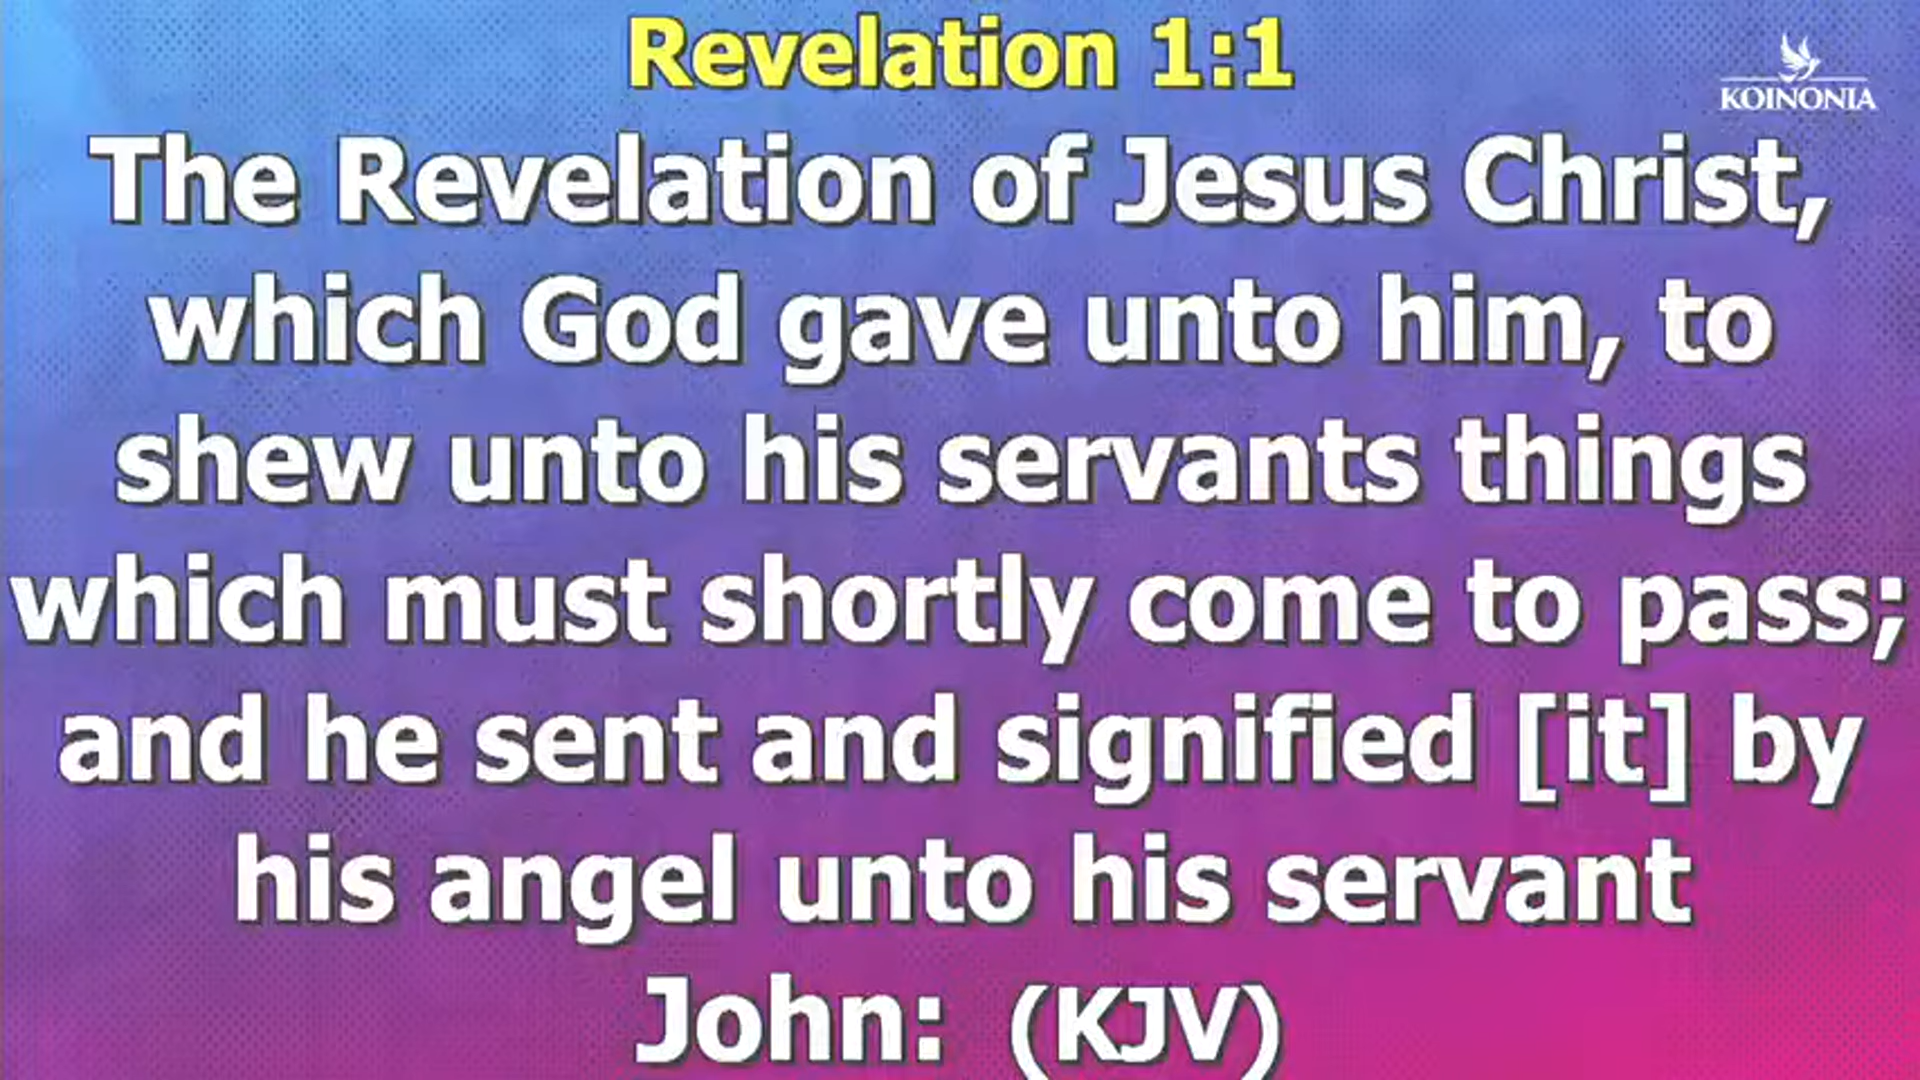 Revelation 1:1
KOINONIA
The Revelation of Jesus Christ,
which God gave unto him, to
shew unto his servants things
which must shortly come to pass;
and he sent and signified [it] by
his angel unto his servant
John: (KJV)